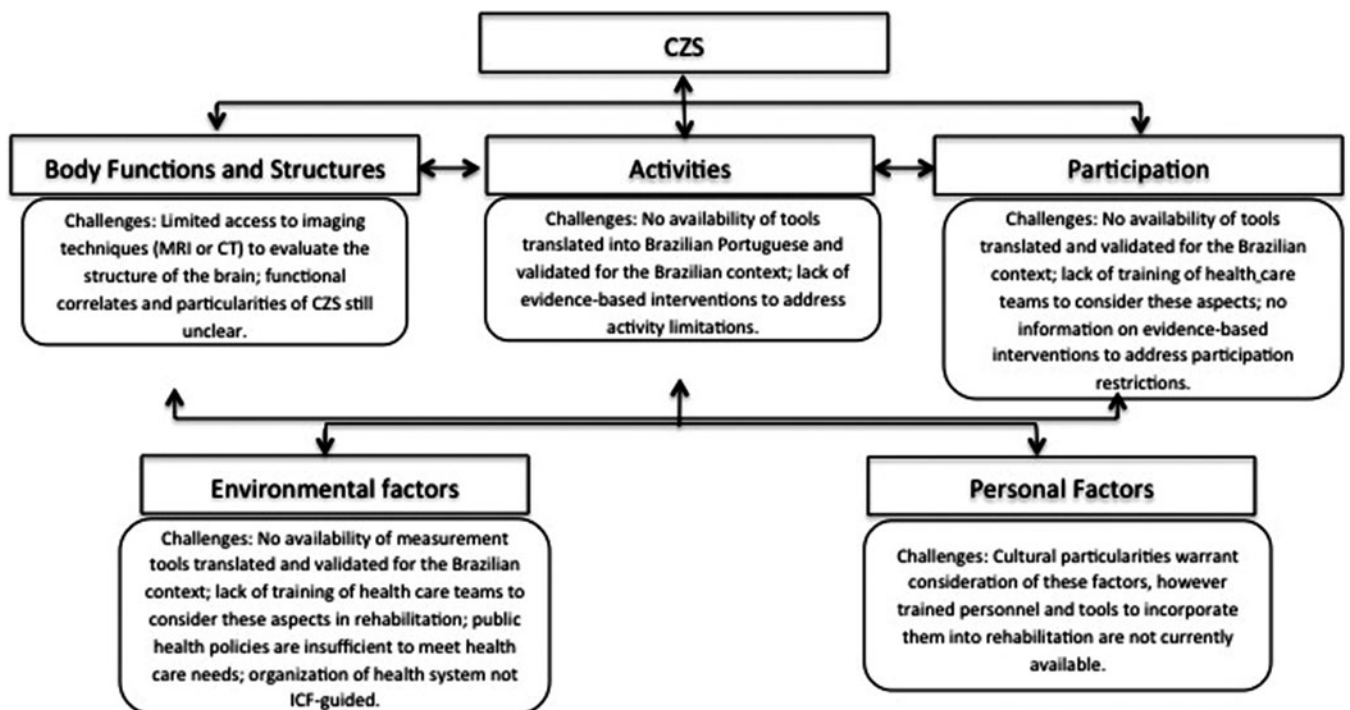 CZS
Body Functions and Structures
Challenges: Limited access to imaging
techniques (MRI or CT) to evaluate the
structure of the brain; functional
correlates and particularities of CZS still
unclear.
Activities
Challenges: No availability of tools
translated into Brazilian Portuguese and
validated for the Brazilian context; lack of
evidence-based interventions to address
activity limitations.
Participation
Challenges: No availability of tools
translated and validated for the Brazilian
context; lack of training of health care
teams to consider these aspects; no
information on evidence-based
interventions to address participation
restrictions.
Environmental factors
Challenges: No availability of measurement
tools translated and validated for the Brazilian
context; lack of training of health care teams to
consider these aspects in rehabilitation; public
health policies are insufficient to meet health
care needs; organization of health system not
ICF-guided.
Personal Factors
Challenges: Cultural particularities warrant
consideration of these factors, however
trained personnel and tools to incorporate
them into rehabilitation are not currently
available.